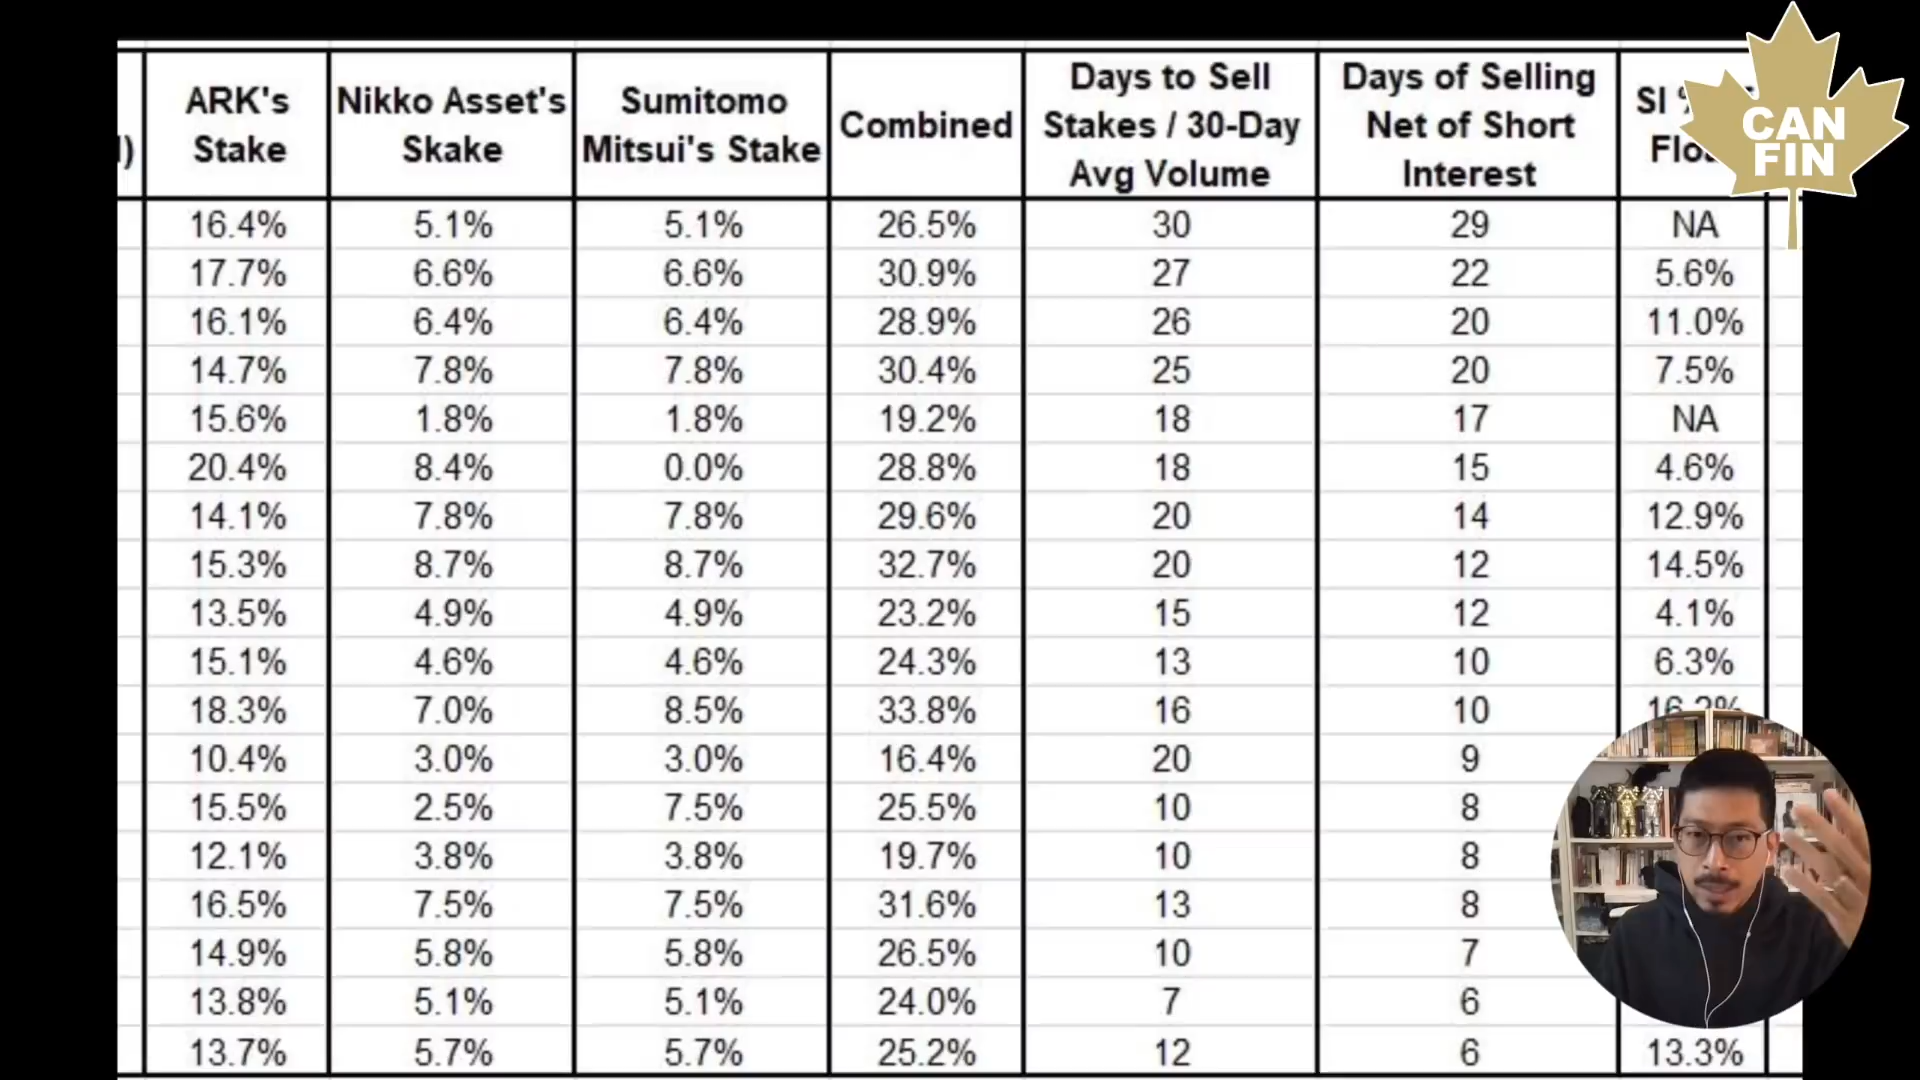 ARK's Stake Nikko Asset's Skake Sumitomo Mitsui's Stake Combined Days to Sell Stakes / 30-Day Avg Volume Days of Selling Net of Short Interest SI
CAN
FIN
16.4% 5.1% 5.1% 26.5% 30 29 NA
17.7% 6.6% 6.6% 30.9% 27 22 5.6%
16.1% 6.4% 6.4% 28.9% 26 20 11.0%
14.7% 7.8% 7.8% 30.4% 25 20 7.5%
15.6% 1.8% 1.8% 19.2% 18 17 NA
20.4% 8.4% 0.0% 28.8% 18 15 4.6%
14.1% 7.8% 7.8% 29.6% 20 14 12.9%
15.3% 8.7% 8.7% 32.7% 20 12 14.5%
13.5% 4.9% 4.9% 23.2% 15 12 4.1%
15.1% 4.6% 4.6% 24.3% 13 10 6.3%
18.3% 7.0% 8.5% 33.8% 16 10
10.4% 3.0% 3.0% 16.4% 20 9
15.5% 2.5% 7.5% 25.5% 10 8
12.1% 3.8% 3.8% 19.7% 10 8
16.5% 7.5% 7.5% 31.6% 13 8
14.9% 5.8% 5.8% 26.5% 10 7
13.8% 5.1% 5.1% 24.0% 7 6
13.7% 5.7% 5.7% 25.2% 12 6 13.3%